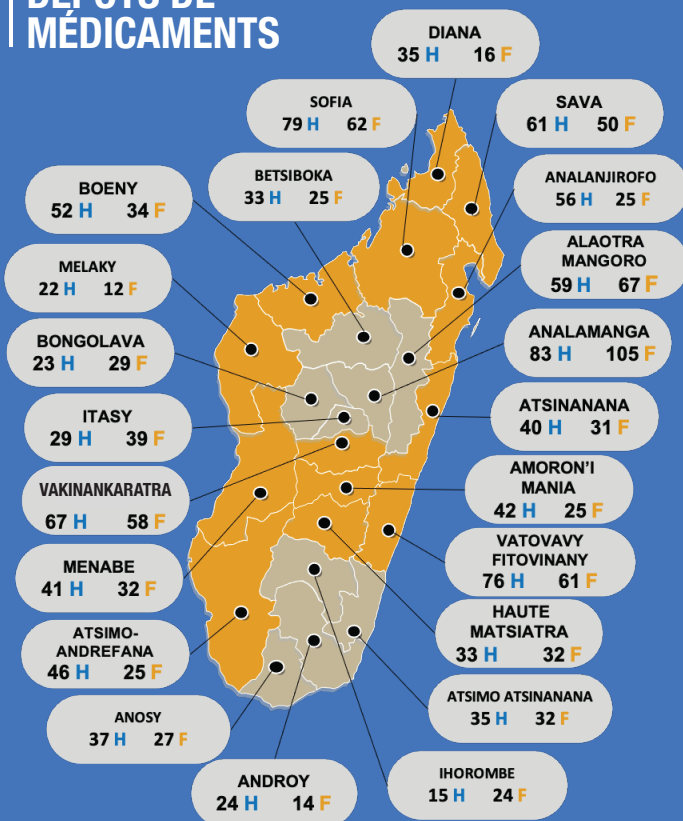 DÉPÔTS DE
MÉDICAMENTS
DIANA
35 H 16 F
SOFIA
79 H 62 F
SAVA
61 H 50 F
BETSIBOKA
33 H 25 F
ANALANJIROFO
56 H 25 F
BOENY
52 H 34 F
ALAOTRA
MANGORO
59 H 67 F
MELAKY
22 H 12 F
BONGOLAVA
23 H 29 F
ANALAMANGA
83 H 105 F
ITASY
29 H 39 F
ATSINANANA
40 H 31 F
VAKINANKARATRA
67 H 58 F
AMORON'I
MANIA
42 H 25 F
MENABE
41 H 32 F
VATOVAVY
FITOVINANY
76 H 61 F
ATSIMO-
ANDREFANA
46 H 25 F
HAUTE
MATSIATRA
33 H 32 F
ANOSY
37 H 27 F
ATSIMO ATSINANANA
35 H 32 F
ANDROY
24 H 14 F
IHOROMBE
15 H 24 F